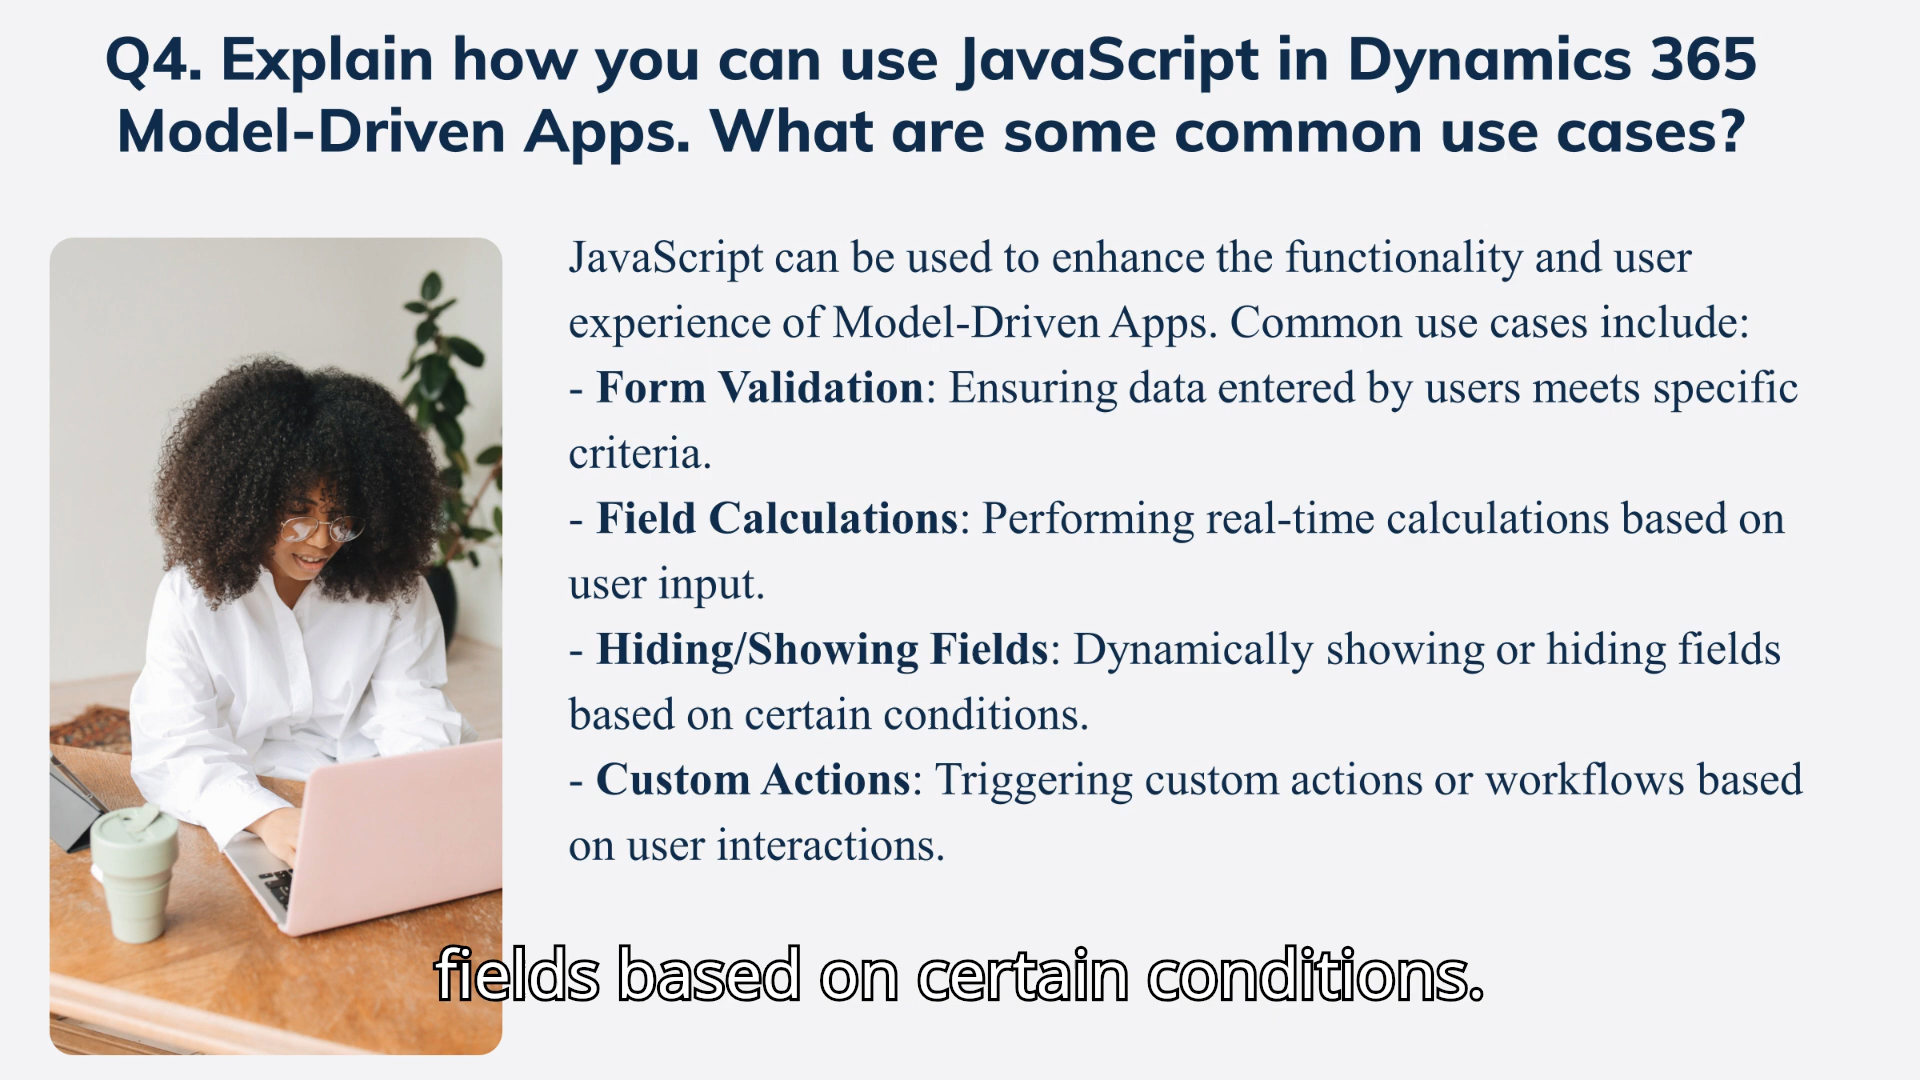 Q4. Explain how you can use JavaScript in Dynamics 365
Model-Driven Apps. What are some common use cases?
JavaScript can be used to enhance the functionality and user
experience of Model-Driven Apps. Common use cases include:
- Form Validation: Ensuring data entered by users meets specific
criteria.
- Field Calculations: Performing real-time calculations based on
user input.
- Hiding/Showing Fields: Dynamically showing or hiding fields
based on certain conditions.
- Custom Actions: Triggering custom actions or workflows based
on user interactions.
fields based on certain conditions.